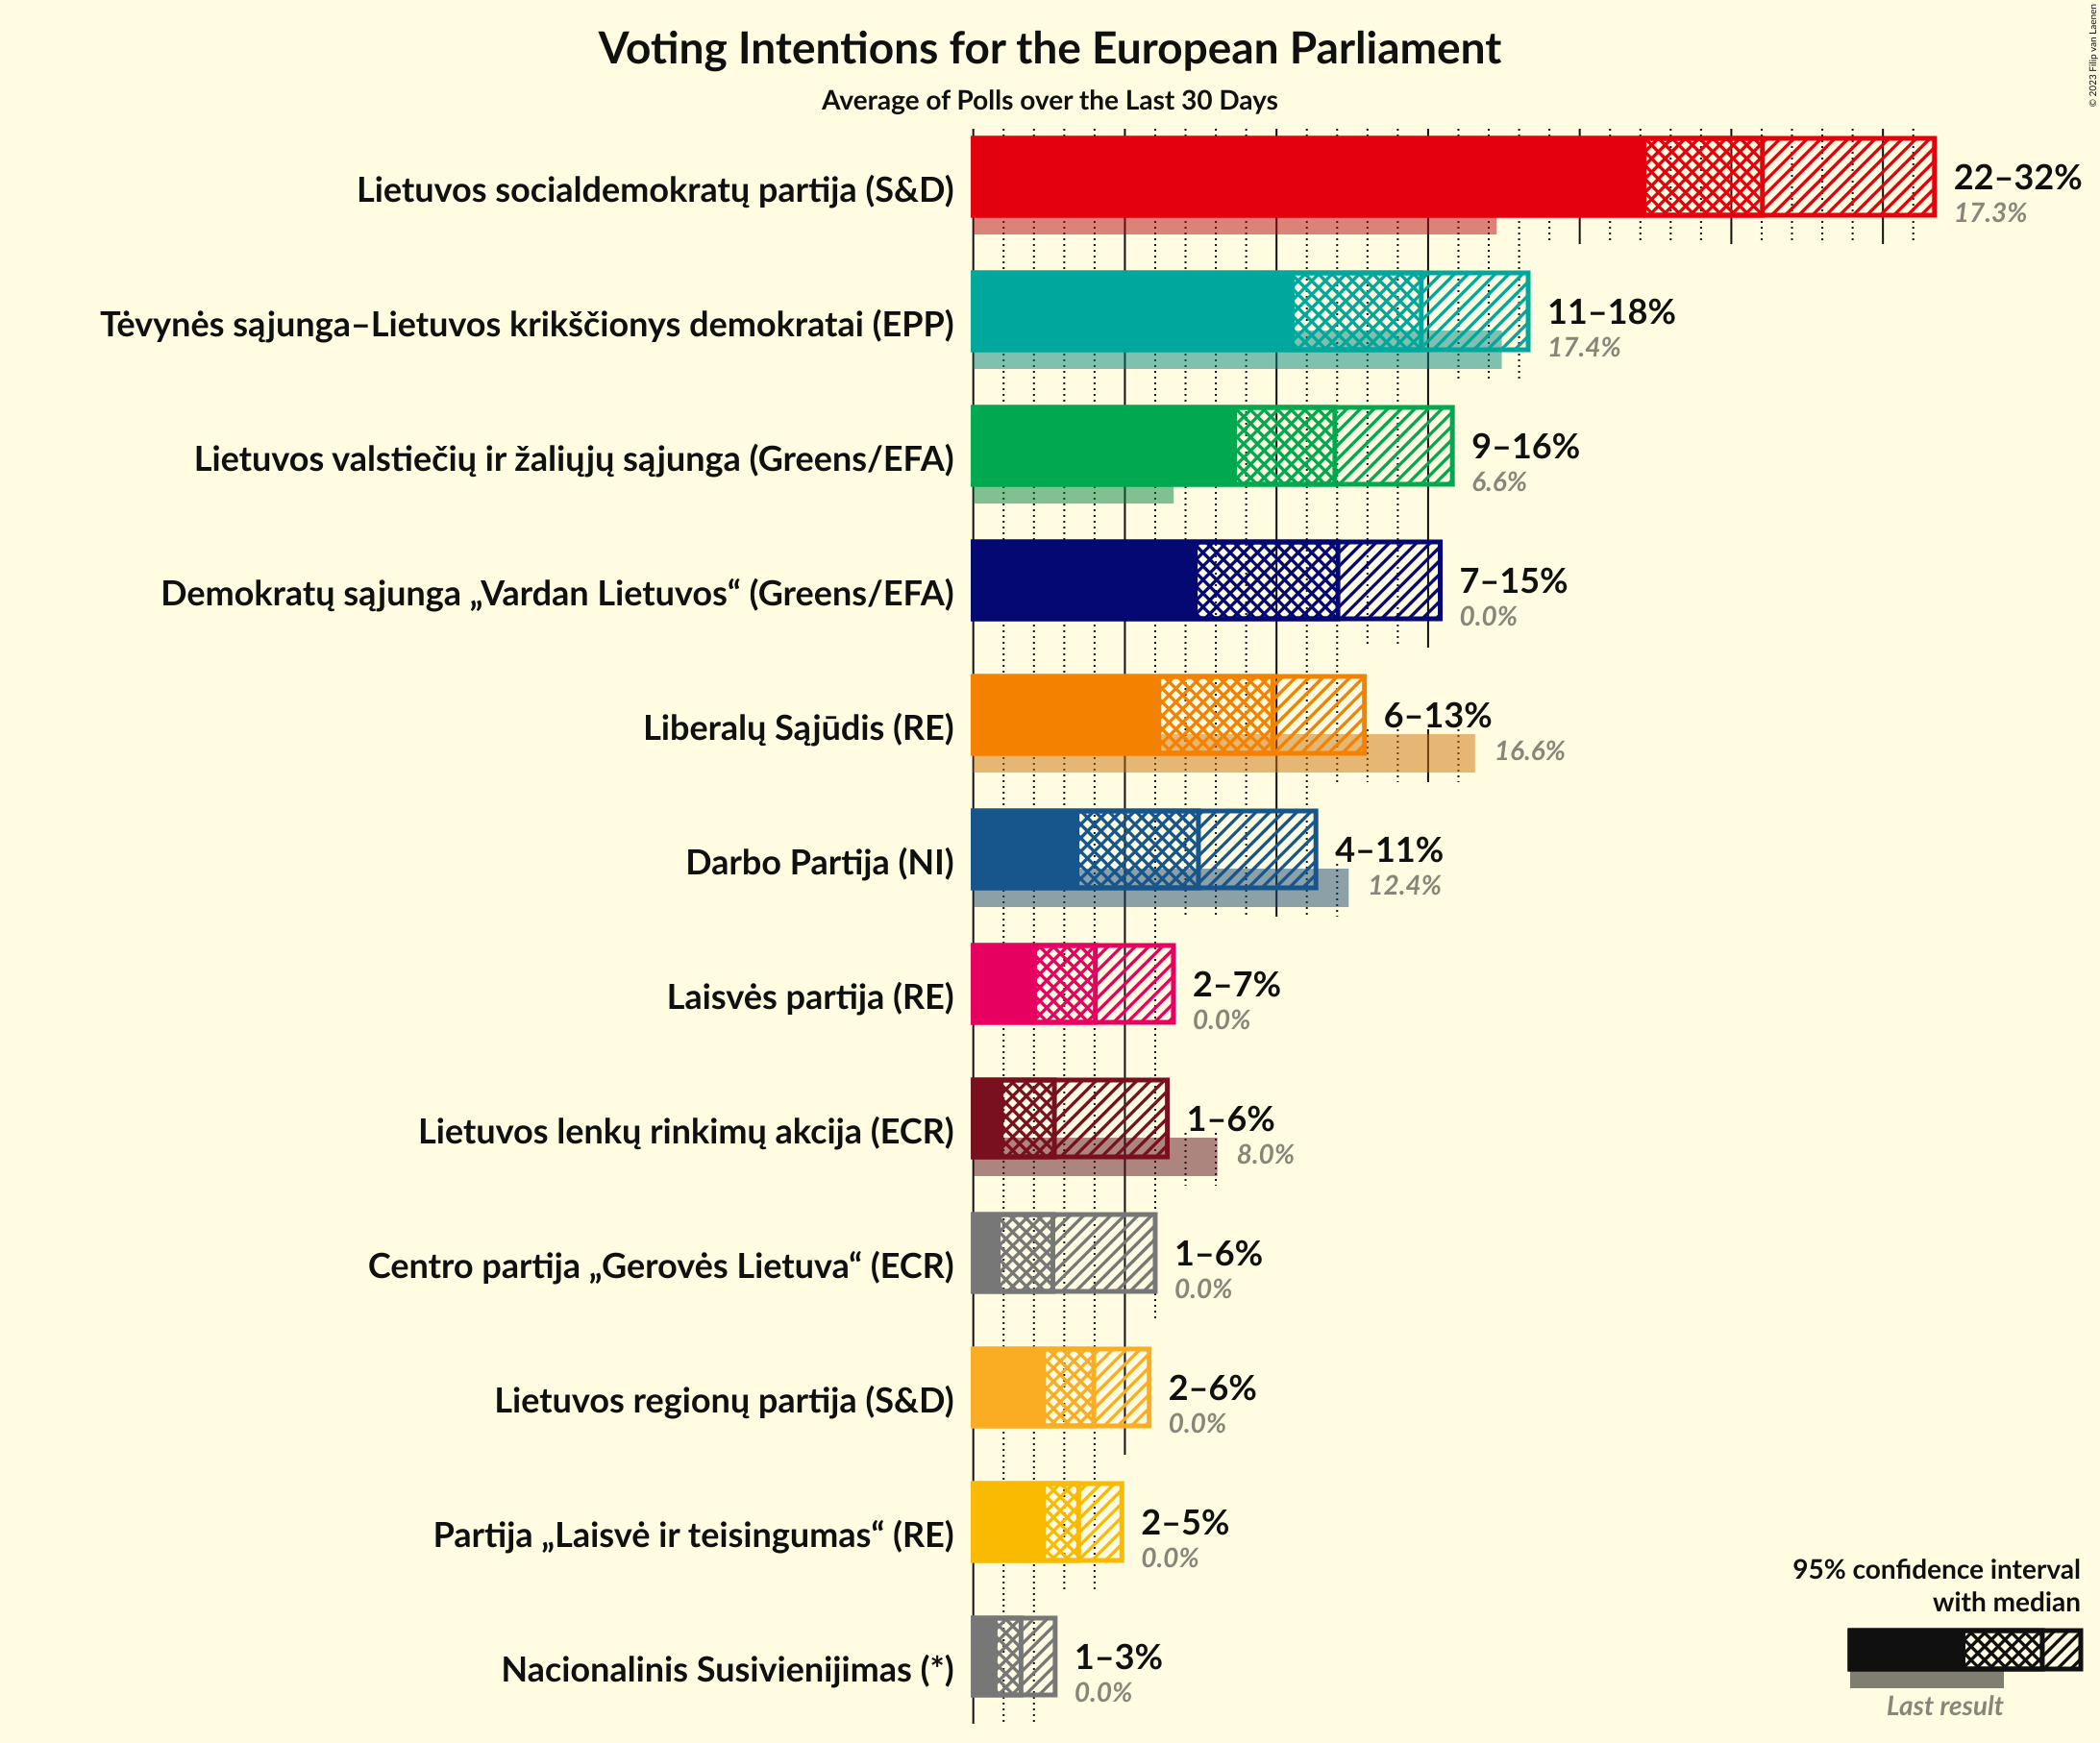 Voting Intentions for the European Parliament
Average of Polls over the Last 30 Days
© 2023 Filip van Laenen
Lietuvos socialdemokratų partija (S&D)
22–32%
17.3%
Tėvynės sąjunga–Lietuvos krikščionys demokratai (EPP)
11–18%
17.4%
Lietuvos valstiečių ir žaliųjų sąjunga (Greens/EFA)
9–16%
6.6%
Demokratų sąjunga „Vardan Lietuvos“ (Greens/EFA)
7–15%
0.0%
Liberalų Sąjūdis (RE)
6–13%
16.6%
Darbo Partija (NI)
4–11%
12.4%
Laisvės partija (RE)
2–7%
0.0%
Lietuvos lenkų rinkimų akcija (ECR)
1–6%
8.0%
Centro partija „Gerovės Lietuva“ (ECR)
1–6%
0.0%
Lietuvos regionų partija (S&D)
2–6%
0.0%
Partija „Laisvė ir teisingumas“ (RE)
2–5%
0.0%
Nacionalinis Susivienijimas (*)
1–3%
0.0%
95% confidence interval
with median
Last result